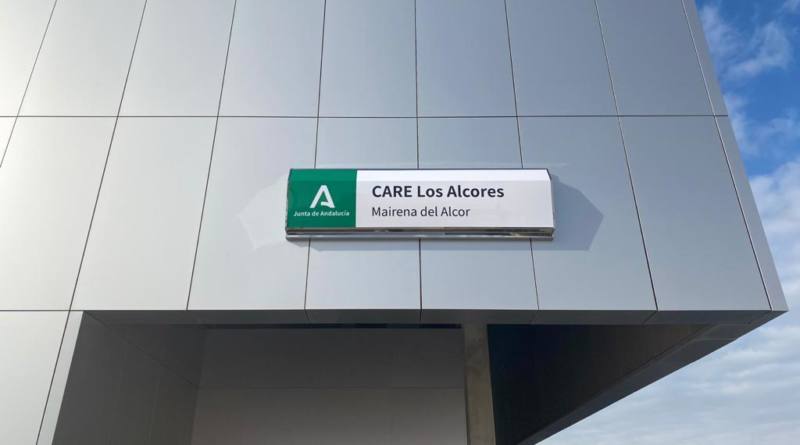 CARE Los Alcores
Mairena del Alcor
Junta de Andalucía